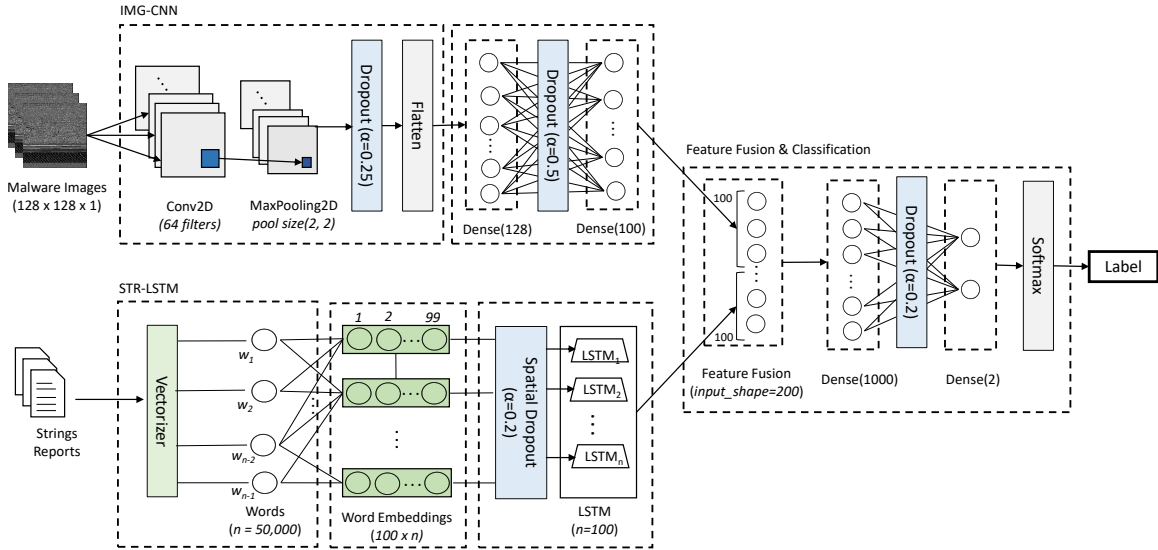 IMG-CNN
Malware Images
(128 x 128 x 1)
Conv2D
(64 filters)
MaxPooling2D
pool size(2, 2)
Dropout (α=0.25)
Flatten
Dense(128)
Dropout (α=0.5)
Dense(100)
Feature Fusion & Classification
100
100
Feature Fusion
(input_shape=200)
Dense(1000)
Dropout (α=0.2)
Dense(2)
Softmax
Label
STR-LSTM
Strings
Reports
Vectorizer
w1
w2
wn-2
wn-1
Words
(n = 50,000)
1 2 99
Word Embeddings
(100 x n)
Spatial Dropout
(α=0.2)
LSTM1
LSTM2
LSTMn
LSTM
(n=100)